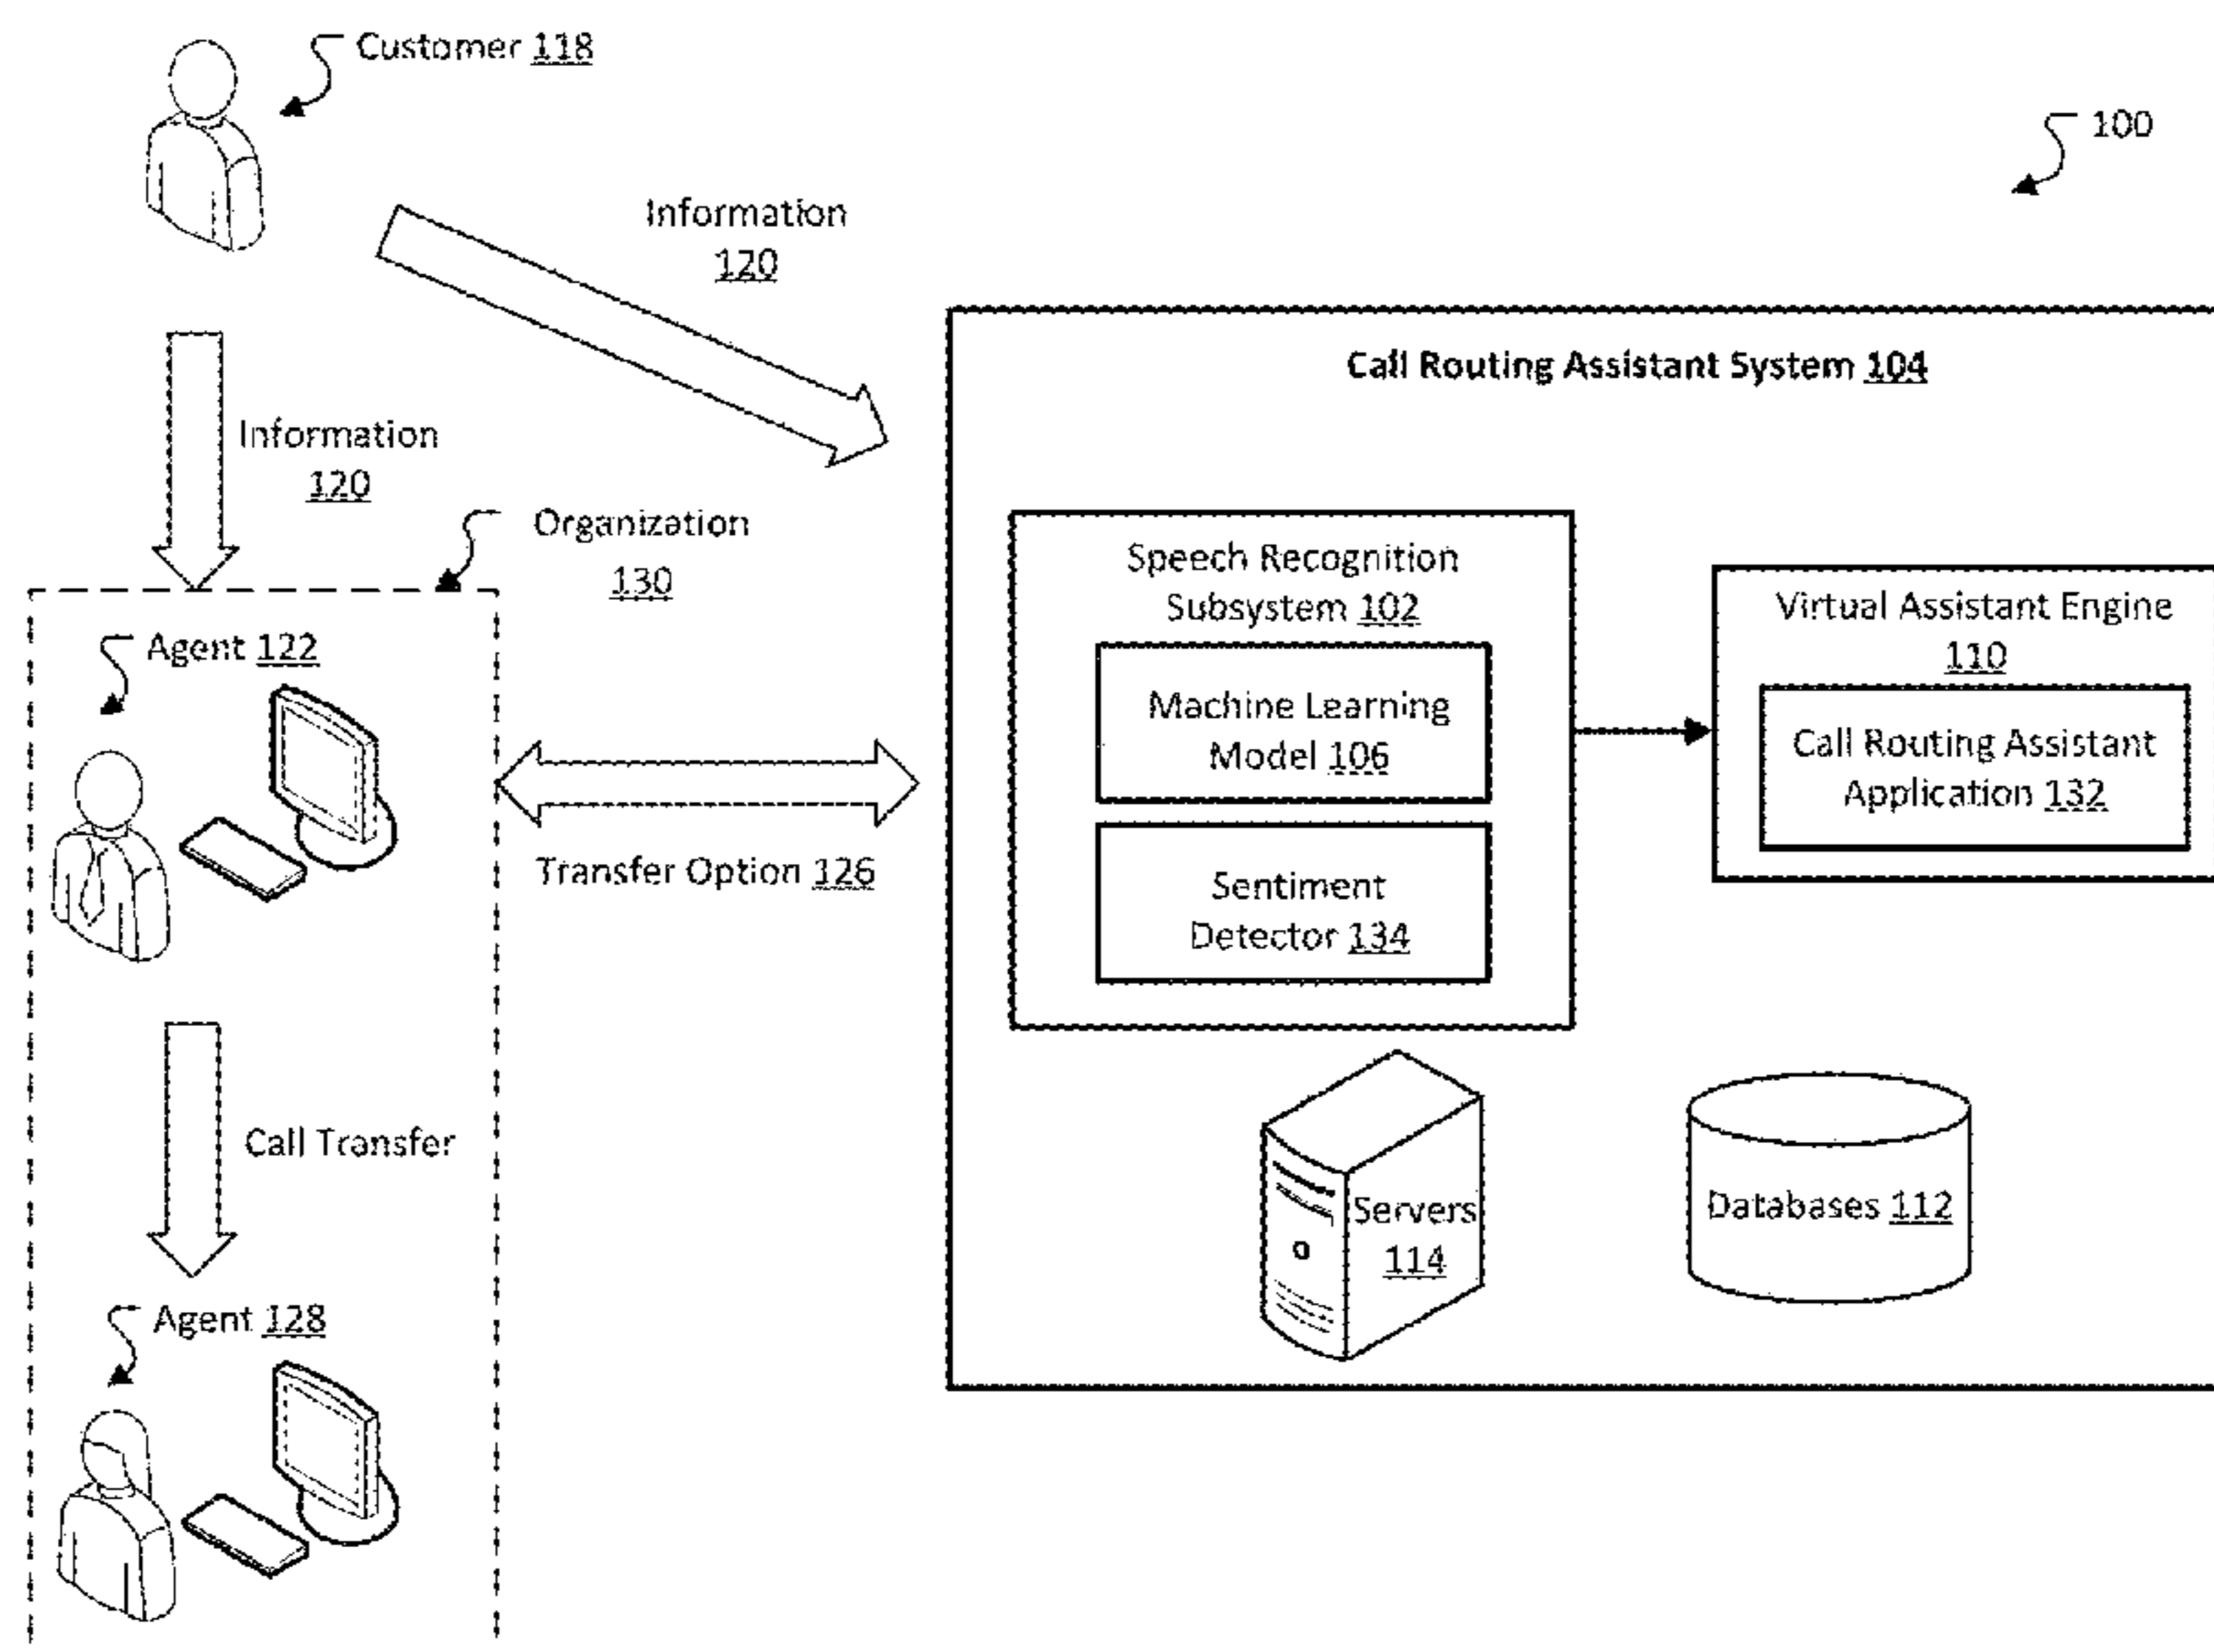 Customer 118
100
Information
120
Call Routing Assistant System 104
Information
120
Organization
130
Speech Recognition
Subsystem 102
Virtual Assistant Engine
110
Agent 122
Machine Learning
Model 106
Call Routing Assistant
Application 132
Transfer Option 126
Sentiment
Detector 134
Call Transfer
Servers
114
Databases 112
Agent 128